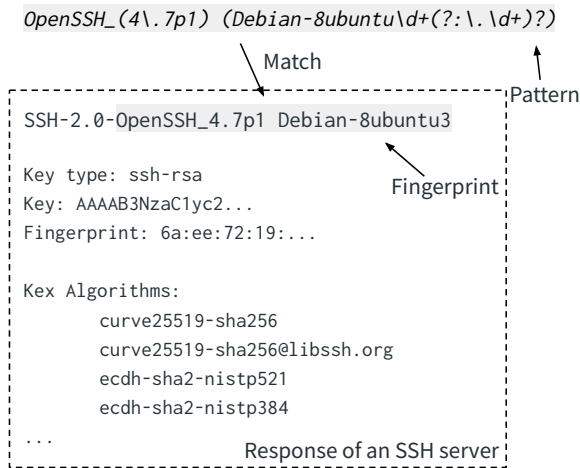 OpenSSH_(4\.7p1) (Debian-8ubuntu\d+(?:\.\d+)?)
Match
Pattern
SSH-2.0-OpenSSH_4.7p1 Debian-8ubuntu3
Key type: ssh-rsa
Fingerprint
Key: AAAAB3NzaC1yc2...
Fingerprint: 6a:ee:72:19:...
Kex Algorithms:
curve25519-sha256
curve25519-sha256@libssh.org
ecdh-sha2-nistp521
ecdh-sha2-nistp384
...
Response of an SSH server